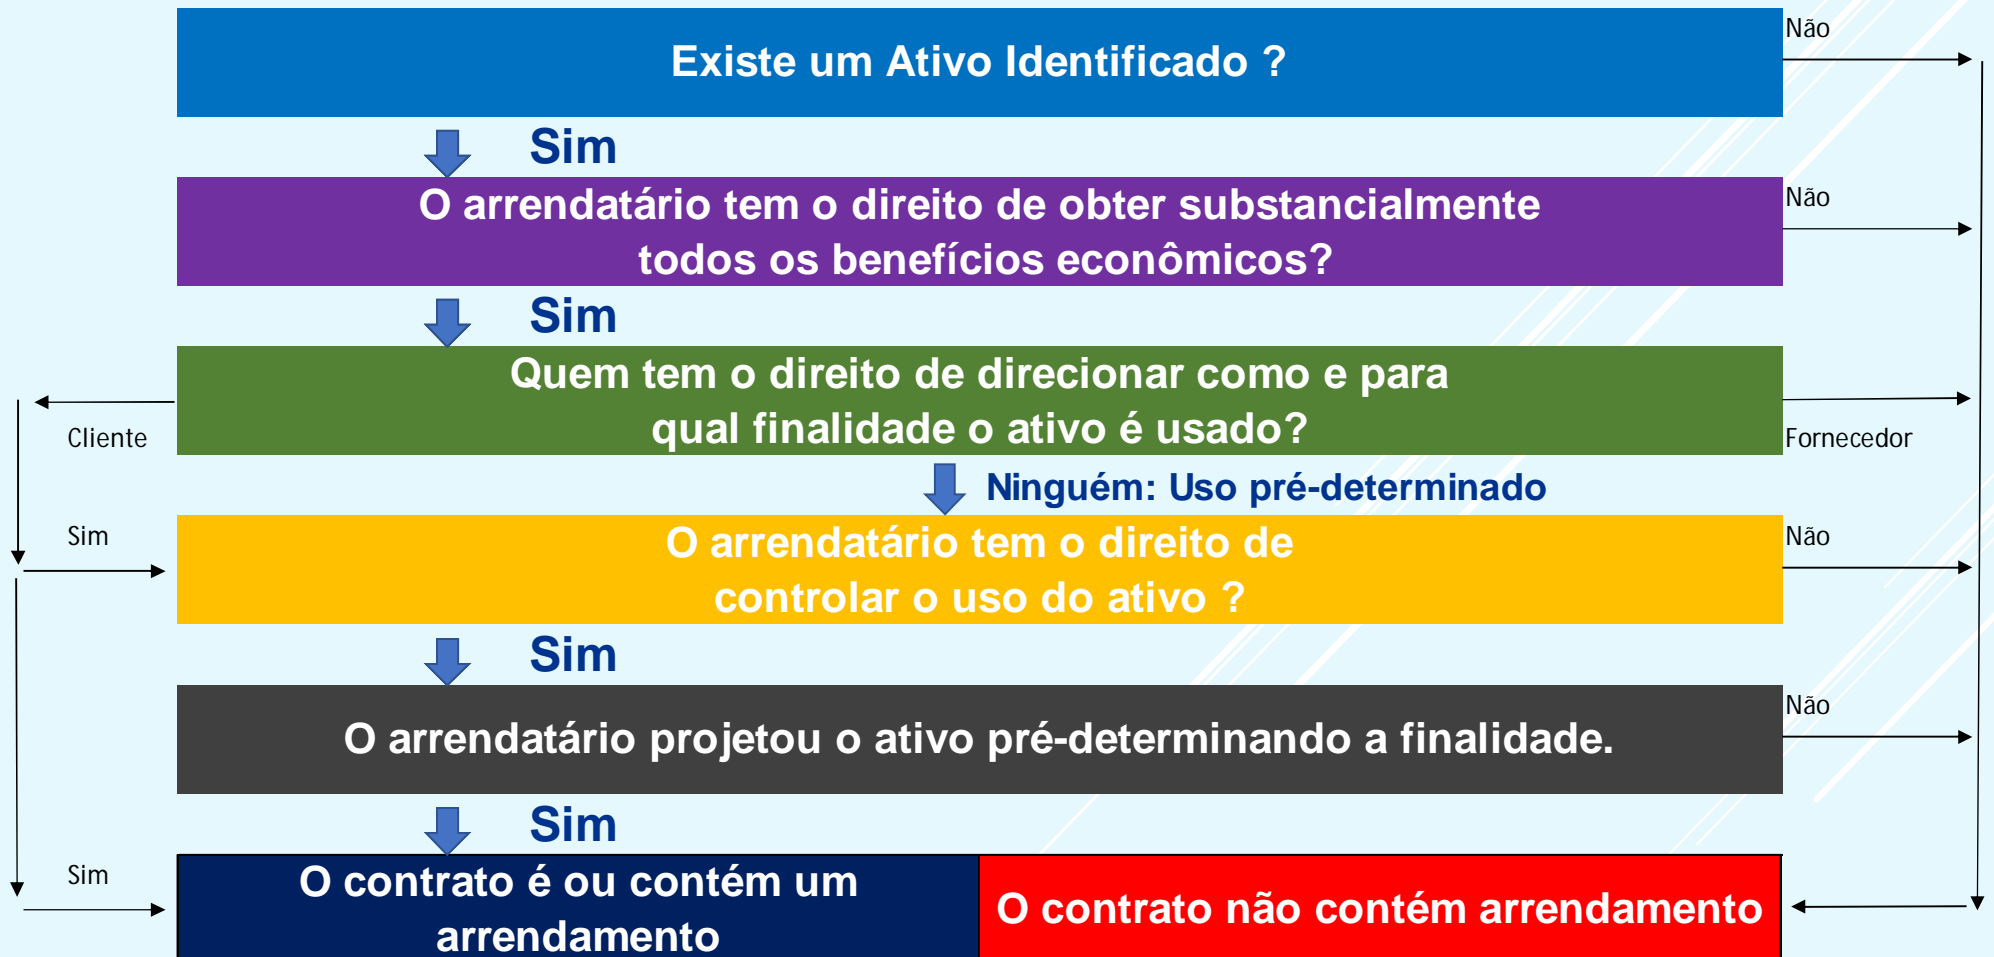 Existe um Ativo Identificado ?
Não
Sim
O arrendatário tem o direito de obter substancialmente
todos os benefícios econômicos?
Não
Sim
Quem tem o direito de direcionar como e para
qual finalidade o ativo é usado?
Cliente
Fornecedor
Ninguém: Uso pré-determinado
Sim
O arrendatário tem o direito de
controlar o uso do ativo ?
Não
Sim
O arrendatário projetou o ativo pré-determinando a finalidade.
Não
Sim
Sim
O contrato é ou contém um
arrendamento
O contrato não contém arrendamento